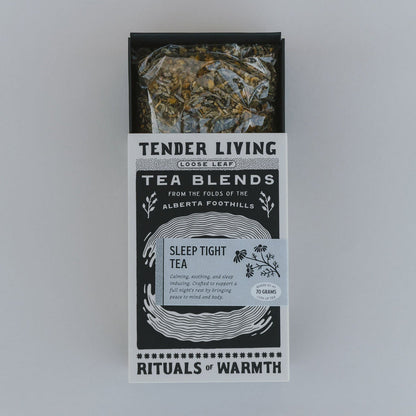 TENDER LIVING
LOOSE LEAF
TEA BLENDS
FROM THE FOLDS OF THE
ALBERTA FOOTHILLS
SLEEP TIGHT
TEA
Calming, soothing, and sleep
inducing. Crafted to support a
full night's rest by bringing
peace to mind and body.
70 GRAMS
RITUALS of WARMTH